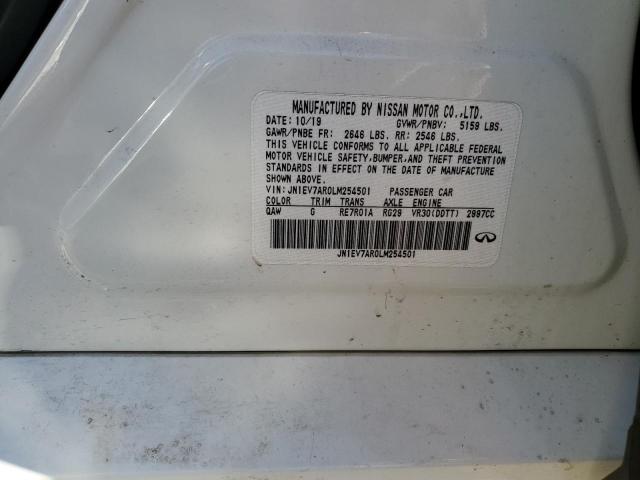 MANUFACTURED BY NISSAN MOTOR CO.,LTD.
DATE: 10/19 GVWR/PNBV: 5159 LBS.
GAWR/PNBE FR: 2646 LBS. RR: 2546 LBS.
THIS VEHICLE CONFORMS TO ALL APPLICABLE FEDERAL
MOTOR VEHICLE SAFETY,BUMPER,AND THEFT PREVENTION
STANDARDS IN EFFECT ON THE DATE OF MANUFACTURE
SHOWN ABOVE.
VIN: JN1EV7AR0LM254501 PASSENGER CAR
COLOR TRIM TRANS AXLE ENGINE
QAW G RE7R01A RG29 VR30(DDTT) 2997CC
JN1EV7AR0LM254501